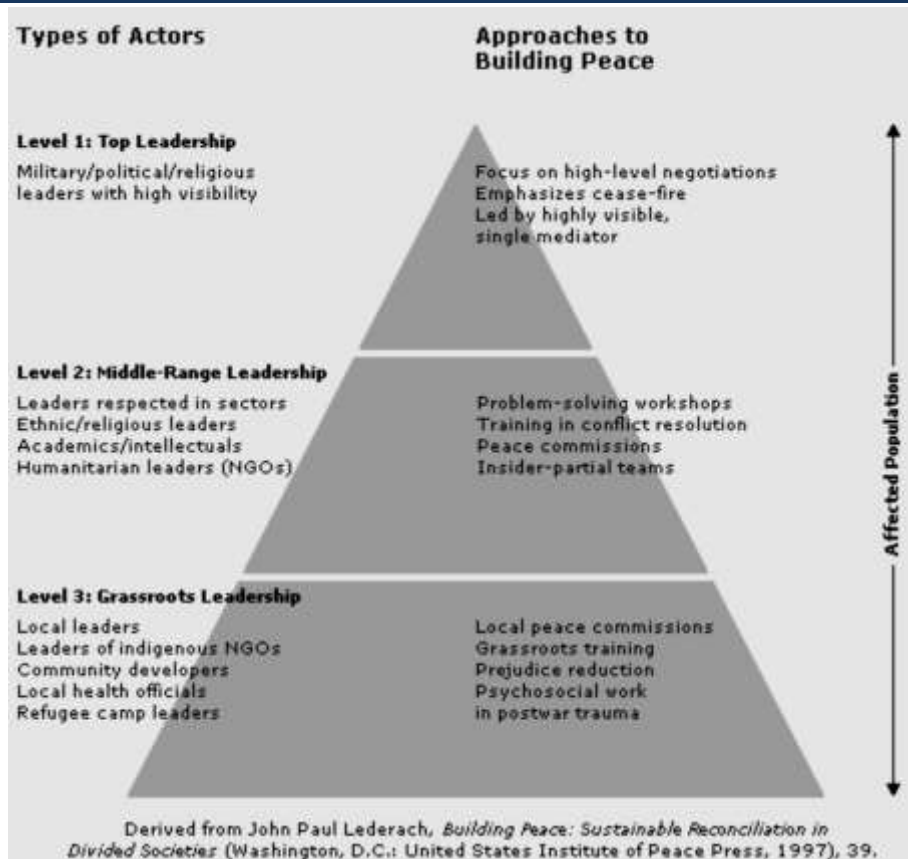 Types of Actors
Approaches to
Building Peace
Level 1: Top Leadership
Military/political/religious
leaders with high visibility
Focus on high-level negotiations
Emphasizes cease-fire
Led by highly visible,
single mediator
Level 2: Middle-Range Leadership
Leaders respected in sectors
Ethnic/religious leaders
Academics/intellectuals
Humanitarian leaders (NGOs)
Problem-solving workshops
Training in conflict resolution
Peace commissions
Insider-partial teams
Level 3: Grassroots Leadership
Local leaders
Leaders of indigenous NGOs
Community developers
Local health officials
Refugee camp leaders
Local peace commissions
Grassroots training
Prejudice reduction
Psychosocial work
in postwar trauma
Affected Population
Derived from John Paul Lederach, Building Peace: Sustainable Reconciliation in
Divided Societies (Washington, D.C.: United States Institute of Peace Press, 1997), 39.